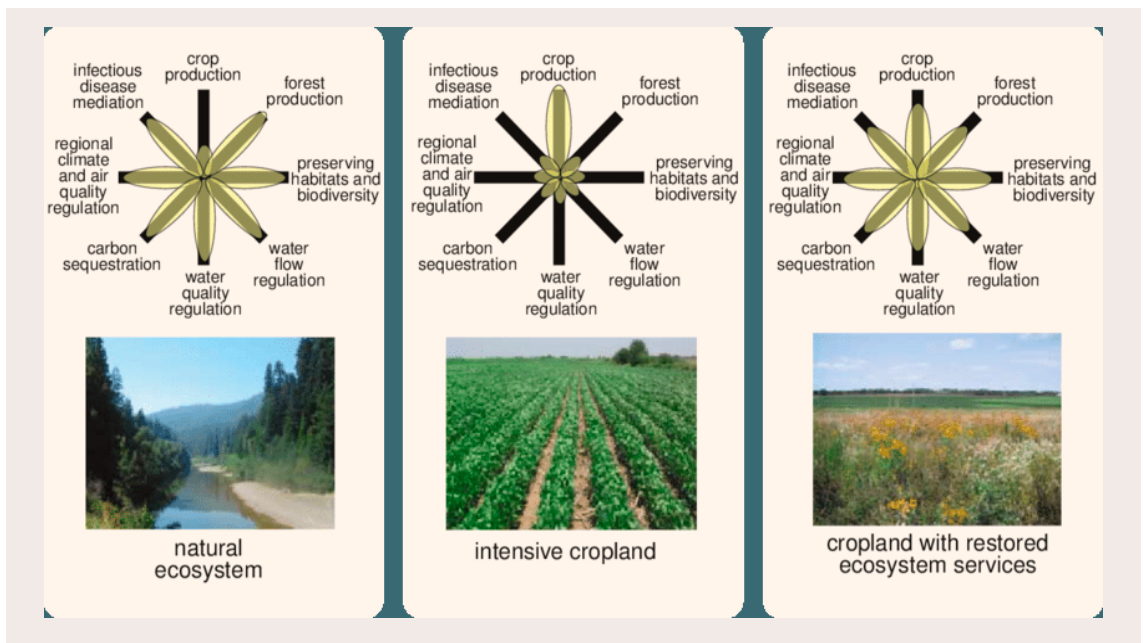 crop
production
forest
production
preserving
habitats and
biodiversity
water
flow
regulation
water
quality
regulation
carbon
sequestration
regional
climate
and air
quality
regulation
infectious
disease
mediation
natural
ecosystem
crop
production
forest
production
preserving
habitats and
biodiversity
water
flow
regulation
water
quality
regulation
carbon
sequestration
regional
climate
and air
quality
regulation
infectious
disease
mediation
intensive cropland
crop
production
forest
production
preserving
habitats and
biodiversity
water
flow
regulation
water
quality
regulation
carbon
sequestration
regional
climate
and air
quality
regulation
infectious
disease
mediation
cropland with restored
ecosystem services